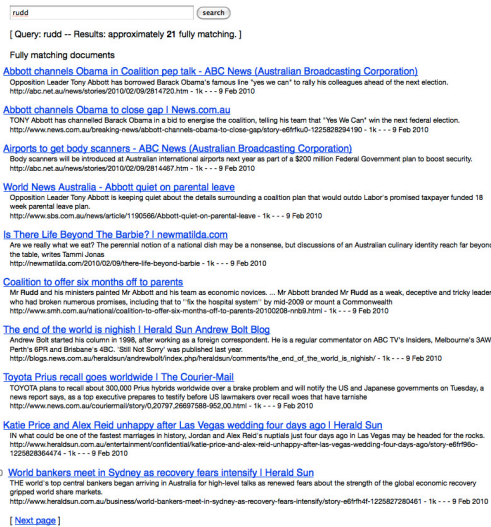 rudd search
[ Query: rudd -- Results: approximately 21 fully matching. ]
Fully matching documents
Abbott channels Obama in Coalition pep talk - ABC News (Australian Broadcasting Corporation)
Opposition Leader Tony Abbott has borrowed Barack Obama's famous line "yes we can" to rally his colleagues ahead of the next election.
http://abc.net.au/news/stories/2010/02/09/2814720.htm - 1k - - - 9 Feb 2010
Abbott channels Obama to close gap | News.com.au
TONY Abbott has channelled Barack Obama in a bid to energise the coalition, telling his team that "Yes We Can" win the next federal election.
http://www.news.com.au/breaking-news/abbott-channels-obama-to-close-gap/story-e6frfku0-1225828294190 - 1k - - - 9 Feb 2010
Airports to get body scanners - ABC News (Australian Broadcasting Corporation)
Body scanners will be introduced at Australian international airports next year as part of a $200 million Federal Government plan to boost security.
http://abc.net.au/news/stories/2010/02/09/2814467.htm - 1k - - - 9 Feb 2010
World News Australia - Abbott quiet on parental leave
Opposition Leader Tony Abbott is keeping quiet about the details surrounding a coalition plan that would outdo Labor's promised taxpayer funded 18
week parental leave plan.
http://www.sbs.com.au/news/article/1190566/Abbott-quiet-on-parental-leave - 1k - - - 9 Feb 2010
Is There Life Beyond The Barbie? | newmatilda.com
Are we really what we eat? The perennial notion of a national dish may be a nonsense, but discussions of an Australian culinary identity reach far beyond
the table, writes Tammi Jonas
http://newmatilda.com/2010/02/09/there-life-beyond-barbie - 1k - - - 9 Feb 2010
Coalition to offer six months off to parents
Mr Rudd and his ministers painted Mr Abbott and his team as economic novices. ... Mr Abbott branded Mr Rudd as a weak, deceptive and tricky leader
who had broken numerous promises, including that to "fix the hospital system" by mid-2009 or mount a Commonwealth
http://www.smh.com.au/national/coalition-to-offer-six-months-off-to-parents-20100208-nnb9.html - 1k - - - 9 Feb 2010
The end of the world is nighish | Herald Sun Andrew Bolt Blog
Andrew Bolt started his column in 1998, after working as a foreign correspondent. He is a regular commentator on ABC TV's Insiders, Melbourne's 3AW
Perth's 6PR and Brisbane's 4BC. 'Still Not Sorry' was published last year.
http://blogs.news.com.au/heraldsun/andrewbolt/index.php/heraldsun/comments/the_end_of_world_is_nighish/ - 1k - - - 9 Feb 2010
Toyota Prius recall goes worldwide | The Courier-Mail
TOYOTA plans to recall about 300,000 Prius hybrids worldwide over a brake problem and will notify the US and Japanese governments on Tuesday, a
news report says, as a top executive prepares to testify before US lawmakers over recall woes that have tarnishe
http://www.news.com.au/couriermail/story/0,20797,26697588-952,00.html - 1k - - - 9 Feb 2010
Katie Price and Alex Reid unhappy after Las Vegas wedding four days ago | Herald Sun
IN what could be one of the fastest marriages in history, Jordan and Alex Reid's nuptials just four days ago in Las Vegas may be headed for the rocks.
http://www.heraldsun.com.au/entertainment/confidential/katie-price-and-alex-reid-unhappy-after-las-vegas-wedding-four-days-ago/story-e6frf96o-
1225828364474 - 1k - - - 9 Feb 2010
World bankers meet in Sydney as recovery fears intensify | Herald Sun
THE world's top central bankers began arriving in Australia for high-level talks as renewed fears about the strength of the global economic recovery
gripped world share markets.
http://www.heraldsun.com.au/business/world-bankers-meet-in-sydney-as-recovery-fears-intensify/story-e6frfh4f-1225827280461 - 1k - - - 9 Feb 2010
[ Next page ]